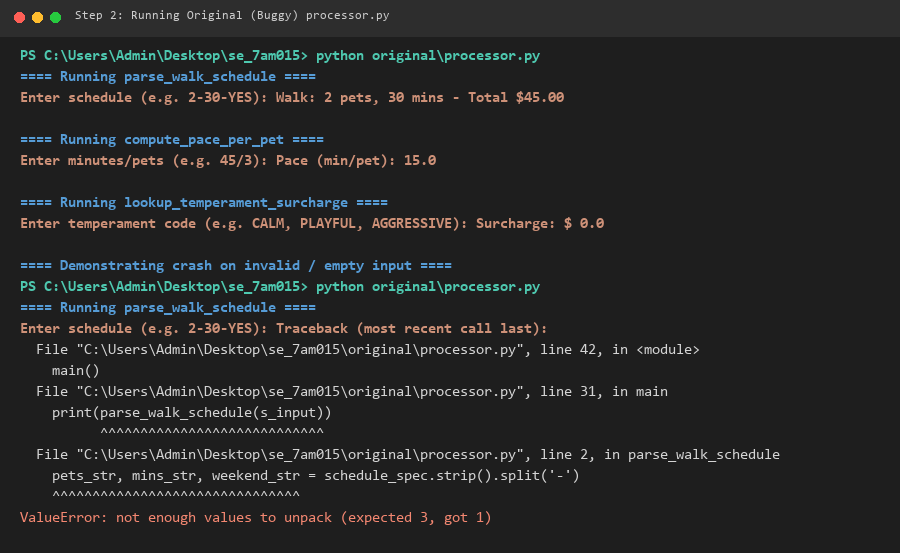 Step 2: Running Original (Buggy) processor.py
PS C:\Users\Admin\Desktop\se_7am015> python original\processor.py
==== Running parse_walk_schedule ====
Enter schedule (e.g. 2-30-YES): Walk: 2 pets, 30 mins - Total $45.00
==== Running compute_pace_per_pet ====
Enter minutes/pets (e.g. 45/3): Pace (min/pet): 15.0
==== Running lookup_temperament_surcharge ====
Enter temperament code (e.g. CALM, PLAYFUL, AGGRESSIVE): Surcharge: $ 0.0
==== Demonstrating crash on invalid / empty input ====
PS C:\Users\Admin\Desktop\se_7am015> python original\processor.py
==== Running parse_walk_schedule ====
Enter schedule (e.g. 2-30-YES): Traceback (most recent call last):
  File "C:\Users\Admin\Desktop\se_7am015\original\processor.py", line 42, in <module>
    main()
  File "C:\Users\Admin\Desktop\se_7am015\original\processor.py", line 31, in main
    print(parse_walk_schedule(s_input))
          ^^^^^^^^^^^^^^^^^^^^^^^^^^^^
  File "C:\Users\Admin\Desktop\se_7am015\original\processor.py", line 2, in parse_walk_schedule
    pets_str, mins_str, weekend_str = schedule_spec.strip().split('-')
    ^^^^^^^^^^^^^^^^^^^^^^^^^^^^^^^
ValueError: not enough values to unpack (expected 3, got 1)